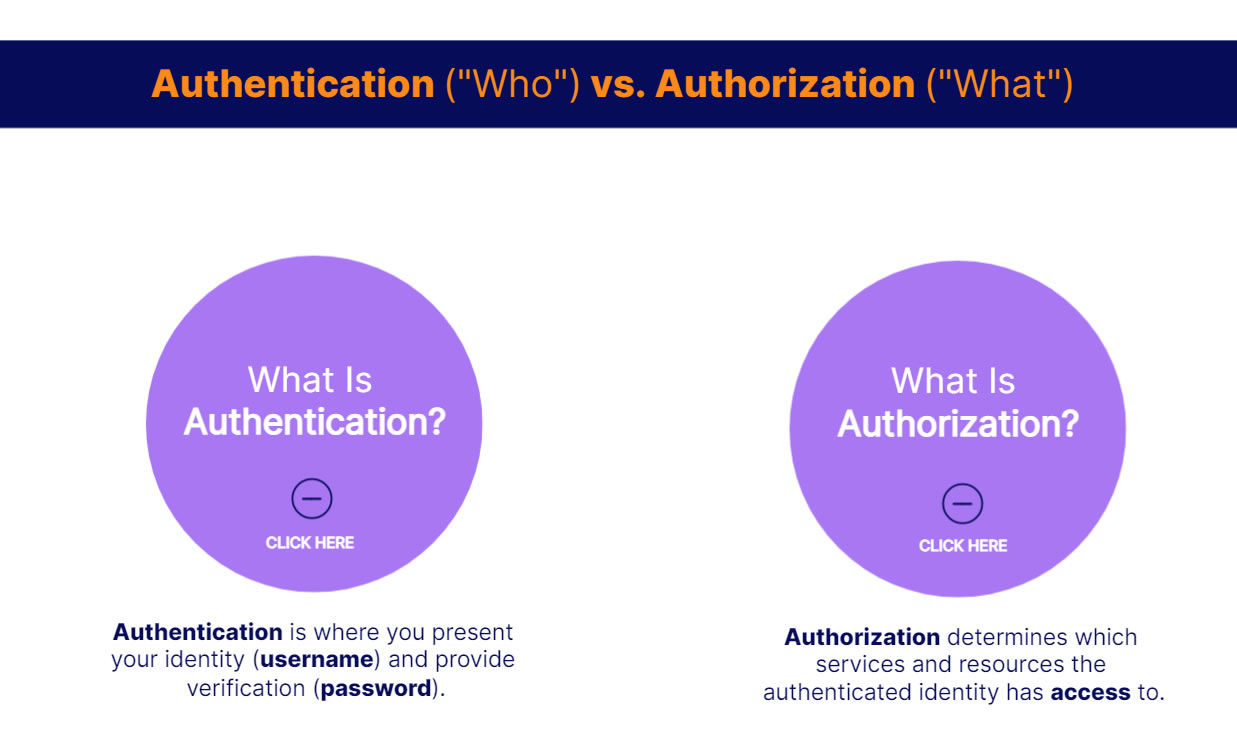 Authentication ("Who") vs. Authorization ("What")
What Is
Authentication?
CLICK HERE
Authentication is where you present
your identity (username) and provide
verification (password).
What Is
Authorization?
CLICK HERE
Authorization determines which
services and resources the
authenticated identity has access to.